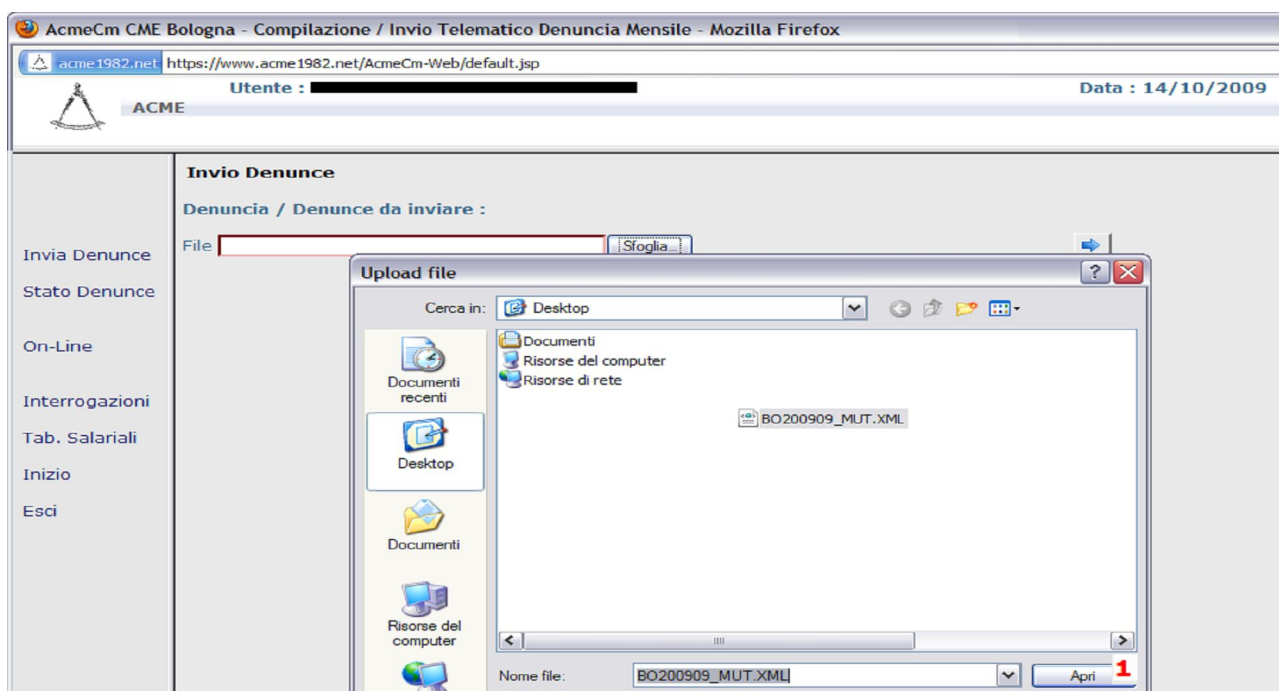 AcmeCm CME Bologna - Compilazione / Invio Telematico Denuncia Mensile - Mozilla Firefox
acme1982.net https://www.acme1982.net/AcmeCm-Web/default.jsp
Utente : Data : 14/10/2009
ACME
Invio Denunce
Denuncia / Denunce da inviare :
File Sfoglia...
Invia Denunce
Stato Denunce
On-Line
Interrogazioni
Tab. Salariali
Inizio
Esci
Upload file ?
Cerca in: Desktop
Documenti recenti
Desktop
Documenti
Risorse del computer
Documenti
Risorse del computer
Risorse di rete
BO200909_MUT.XML
Nome file: BO200909_MUT.XML Apri 1